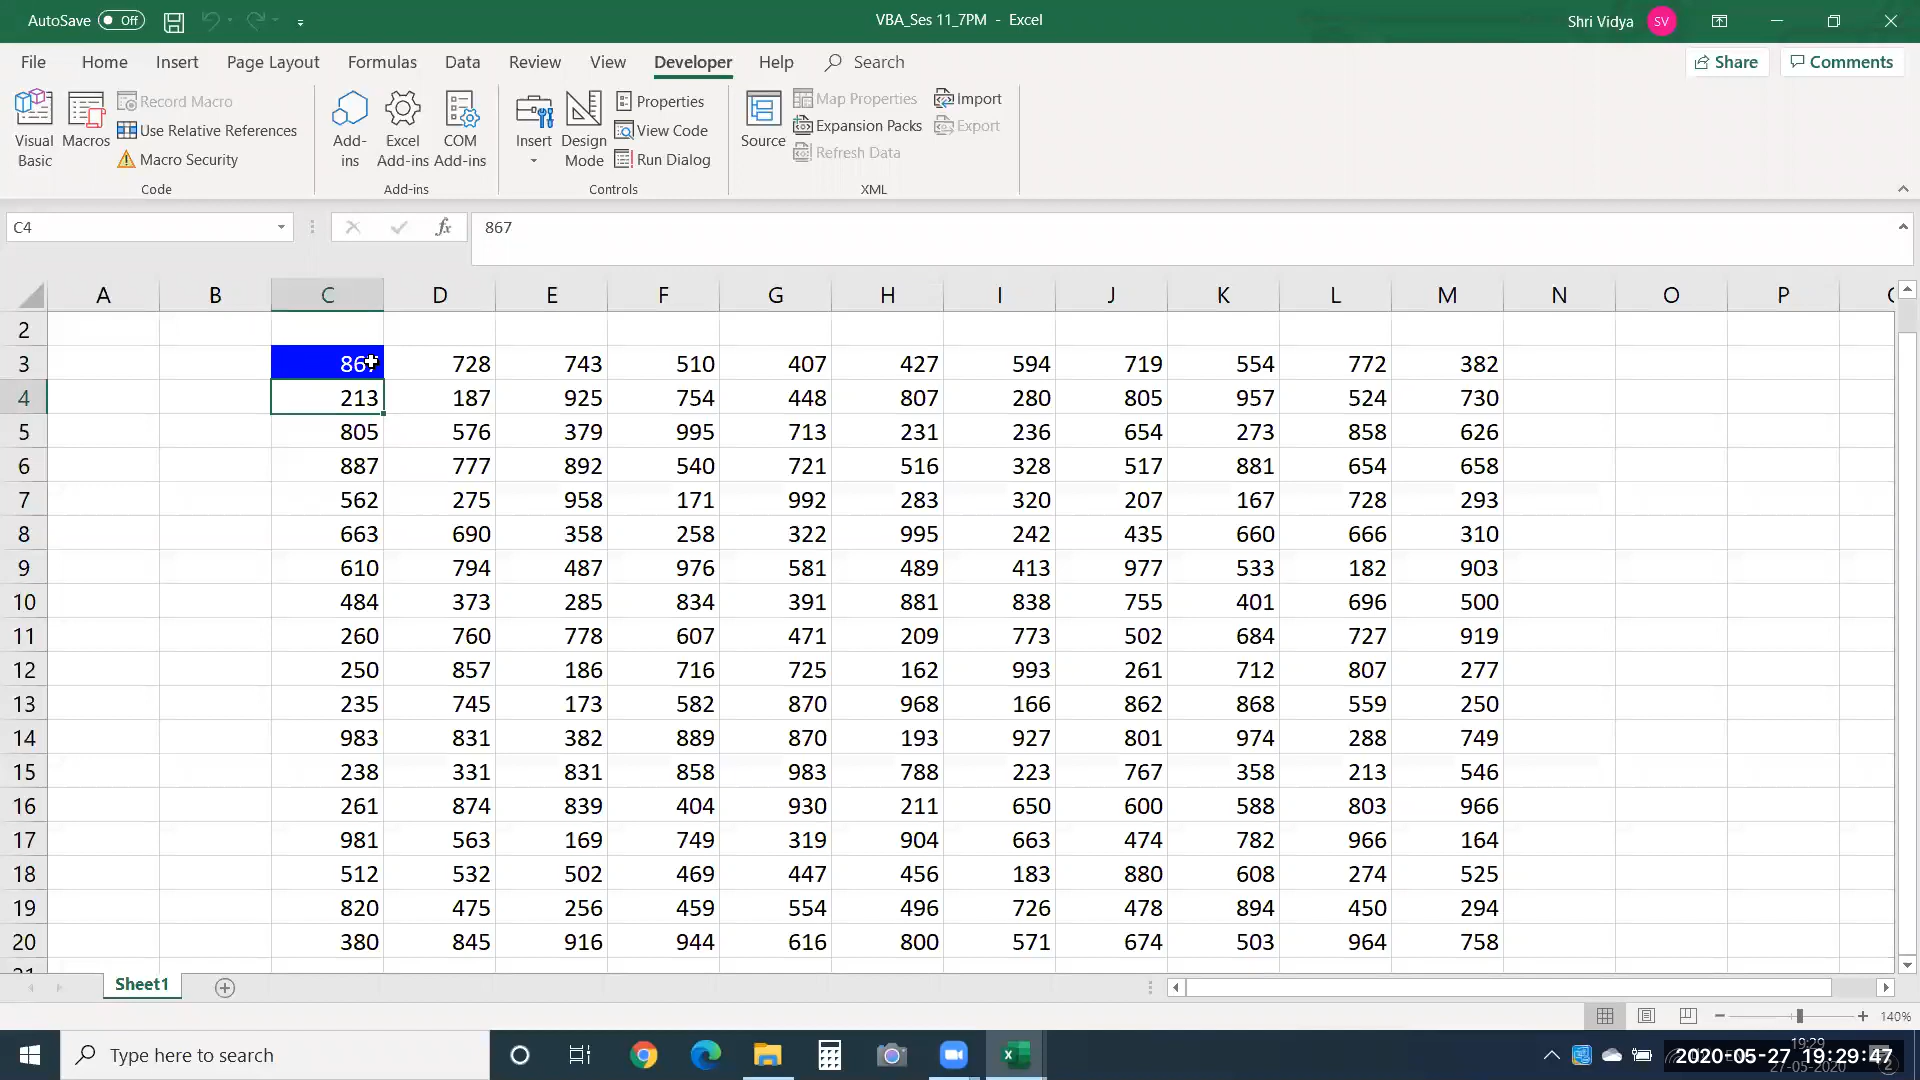 AutoSave Off VBA_Ses 11_7PM - Excel Shri Vidya SV
File Home Insert Page Layout Formulas Data Review View Developer Help Search Share Comments
Visual Basic
Macros
Record Macro
Use Relative References
Macro Security
Code
Add-ins
Excel Add-ins
COM Add-ins
Add-ins
Insert
Design Mode
Properties
View Code
Run Dialog
Controls
Source
Map Properties
Expansion Packs
Refresh Data
Import
Export
XML
C4 fx 867
A B C D E F G H I J K L M N O P
2
3 867 728 743 510 407 427 594 719 554 772 382
4 213 187 925 754 448 807 280 805 957 524 730
5 805 576 379 995 713 231 236 654 273 858 626
6 887 777 892 540 721 516 328 517 881 654 658
7 562 275 958 171 992 283 320 207 167 728 293
8 663 690 358 258 322 995 242 435 660 666 310
9 610 794 487 976 581 489 413 977 533 182 903
10 484 373 285 834 391 881 838 755 401 696 500
11 260 760 778 607 471 209 773 502 684 727 919
12 250 857 186 716 725 162 993 261 712 807 277
13 235 745 173 582 870 968 166 862 868 559 250
14 983 831 382 889 870 193 927 801 974 288 749
15 238 331 831 858 983 788 223 767 358 213 546
16 261 874 839 404 930 211 650 600 588 803 966
17 981 563 169 749 319 904 663 474 782 966 164
18 512 532 502 469 447 456 183 880 608 274 525
19 820 475 256 459 554 496 726 478 894 450 294
20 380 845 916 944 616 800 571 674 503 964 758
Sheet1
140%
Type here to search
19:29
2020-05-27 19:29:47
27-05-2020